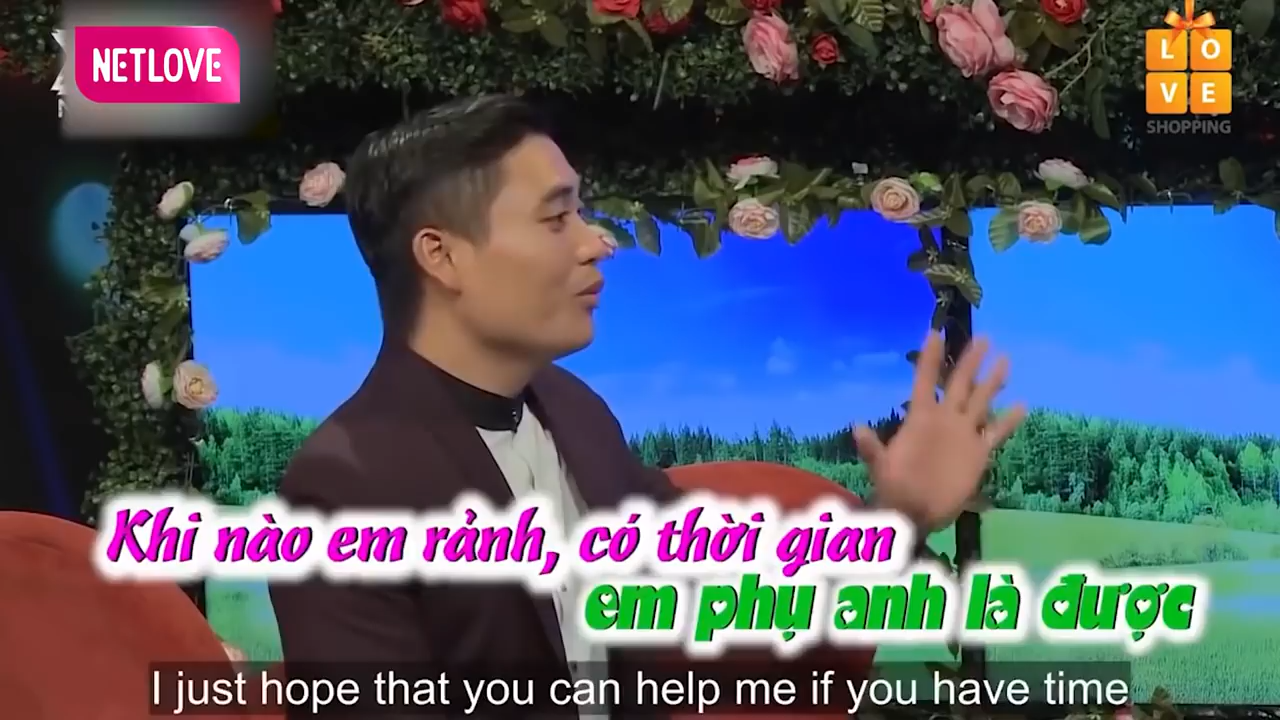 NETLOVE
L O
V E
SHOPPING
Khi nào em rảnh, có thời gian
em phụ anh là được
I just hope that you can help me if you have time